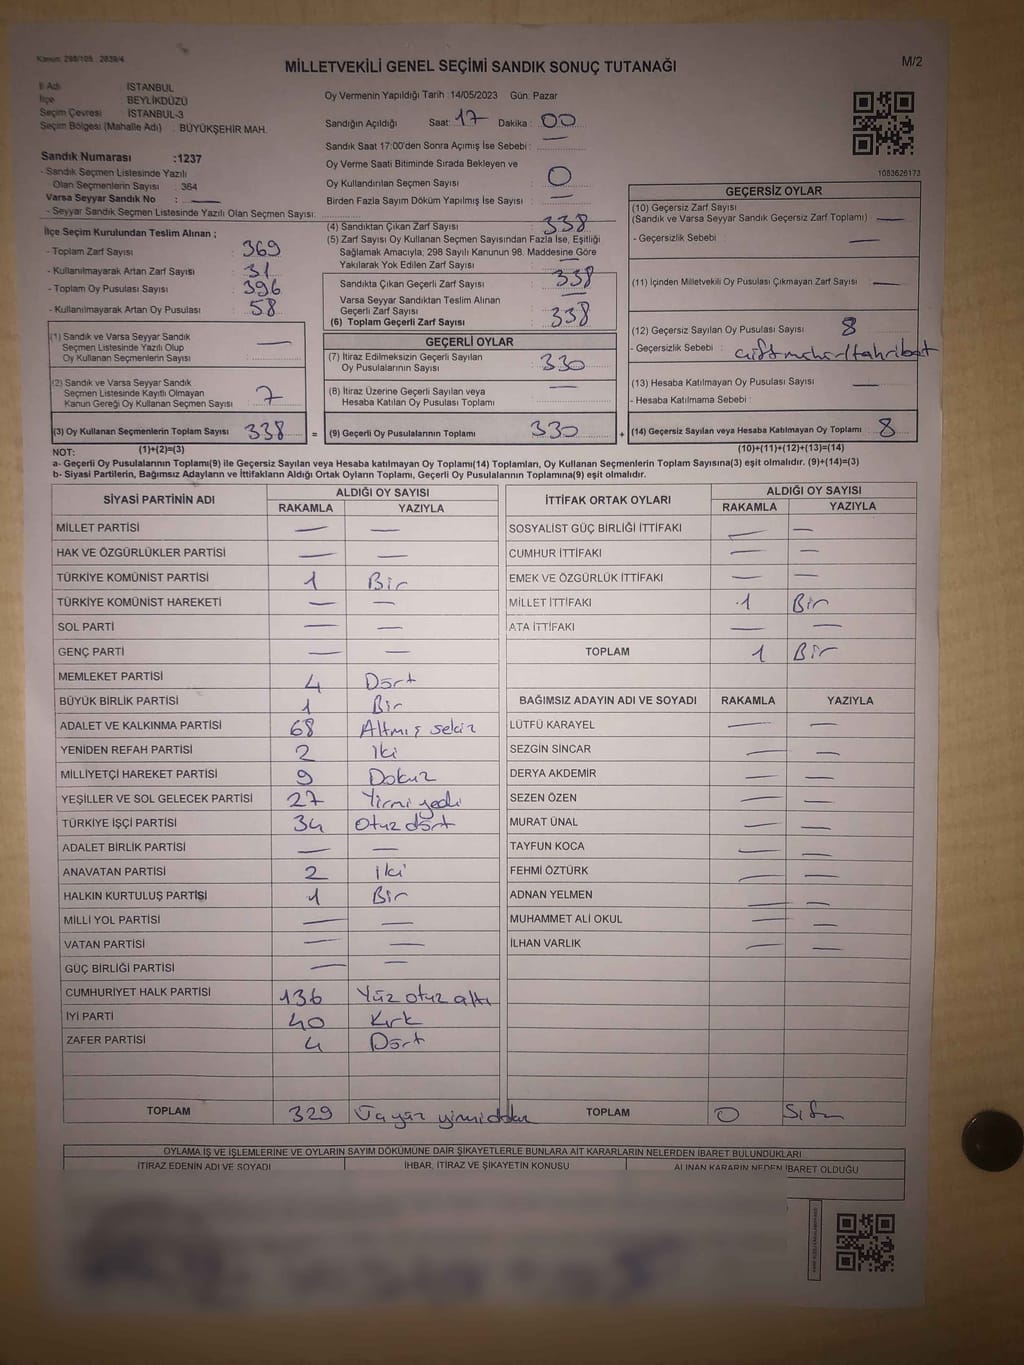 Kanun: 298/105 : 2839/4
MİLLETVEKİLİ GENEL SEÇİMİ SANDIK SONUÇ TUTANAĞI
M/2
İl Adı : İSTANBUL
İlçe : BEYLİKDÜZÜ
Seçim Çevresi : İSTANBUL-3
Seçim Bölgesi (Mahalle Adı) : BÜYÜKŞEHİR MAH.
Sandık Numarası :1237
- Sandık Seçmen Listesinde Yazılı
Olan Seçmenlerin Sayısı : 364
Varsa Seyyar Sandık No : —
- Seyyar Sandık Seçmen Listesinde Yazılı Olan Seçmen Sayısı:
İlçe Seçim Kurulundan Teslim Alınan ;
- Toplam Zarf Sayısı : 369
- Kullanılmayarak Artan Zarf Sayısı : 31
- Toplam Oy Pusulası Sayısı : 396
- Kullanılmayarak Artan Oy Pusulası : 58
(1) Sandık ve Varsa Seyyar Sandık
Seçmen Listesinde Yazılı Olup
Oy Kullanan Seçmenlerin Sayısı : —
(2) Sandık ve Varsa Seyyar Sandık
Seçmen Listesinde Kayıtlı Olmayan
Kanun Gereği Oy Kullanan Seçmen Sayısı : 7
(3) Oy Kullanan Seçmenlerin Toplam Sayısı : 338
Oy Vermenin Yapıldığı Tarih :14/05/2023 Gün: Pazar
Sandığın Açıldığı Saat: 17 Dakika : 00
Sandık Saat 17:00'den Sonra Açımış İse Sebebi : —
Oy Verme Saati Bitiminde Sırada Bekleyen ve
Oy Kullandırılan Seçmen Sayısı : 0
Birden Fazla Sayım Döküm Yapılmış İse Sayısı : —
(4) Sandıktan Çıkan Zarf Sayısı : 338
(5) Zarf Sayısı Oy Kullanan Seçmen Sayısından Fazla İse, Eşitliği
Sağlamak Amacıyla, 298 Sayılı Kanunun 98. Maddesine Göre
Yakılarak Yok Edilen Zarf Sayısı : —
Sandıkta Çıkan Geçerli Zarf Sayısı : 338
Varsa Seyyar Sandıktan Teslim Alınan
Geçerli Zarf Sayısı : —
(6) Toplam Geçerli Zarf Sayısı : 338
GEÇERLİ OYLAR
(7) İtiraz Edilmeksizin Geçerli Sayılan
Oy Pusulalarının Sayısı : 330
(8) İtiraz Üzerine Geçerli Sayılan veya
Hesaba Katılan Oy Pusulası Toplamı : —
= (9) Geçerli Oy Pusulalarının Toplamı : 330
1083626173
GEÇERSİZ OYLAR
(10) Geçersiz Zarf Sayısı
(Sandık ve Varsa Seyyar Sandık Geçersiz Zarf Toplamı) : —
- Geçersizlik Sebebi : —
(11) İçinden Milletvekili Oy Pusulası Çıkmayan Zarf Sayısı : —
(12) Geçersiz Sayılan Oy Pusulası Sayısı : 8
- Geçersizlik Sebebi : çift mühür/tahribat
(13) Hesaba Katılmayan Oy Pusulası Sayısı : —
- Hesaba Katılmama Sebebi :
+ (14) Geçersiz Sayılan veya Hesaba Katılmayan Oy Toplamı : 8
NOT: (1)+(2)=(3) (10)+(11)+(12)+(13)=(14)
a- Geçerli Oy Pusulalarının Toplamı(9) ile Geçersiz Sayılan veya Hesaba katılmayan Oy Toplamı(14) Toplamları, Oy Kullanan Seçmenlerin Toplam Sayısına(3) eşit olmalıdır. (9)+(14)=(3)
b- Siyasi Partilerin, Bağımsız Adayların ve İttifakların Aldığı Ortak Oyların Toplamı, Geçerli Oy Pusulalarının Toplamına(9) eşit olmalıdır.
SİYASİ PARTİNİN ADI ALDIĞI OY SAYISI
RAKAMLA YAZIYLA
MİLLET PARTİSİ — —
HAK VE ÖZGÜRLÜKLER PARTİSİ — —
TÜRKİYE KOMÜNİST PARTİSİ 1 Bir
TÜRKİYE KOMÜNİST HAREKETİ — —
SOL PARTİ — —
GENÇ PARTİ — —
MEMLEKET PARTİSİ 4 Dört
BÜYÜK BİRLİK PARTİSİ 1 Bir
ADALET VE KALKINMA PARTİSİ 68 Altmış sekiz
YENİDEN REFAH PARTİSİ 2 İki
MİLLİYETÇİ HAREKET PARTİSİ 9 Dokuz
YEŞİLLER VE SOL GELECEK PARTİSİ 27 Yirmi yedi
TÜRKİYE İŞÇİ PARTİSİ 34 Otuz dört
ADALET BİRLİK PARTİSİ — —
ANAVATAN PARTİSİ 2 İki
HALKIN KURTULUŞ PARTİSİ 1 Bir
MİLLİ YOL PARTİSİ — —
VATAN PARTİSİ — —
GÜÇ BİRLİĞİ PARTİSİ — —
CUMHURİYET HALK PARTİSİ 136 Yüz otuz altı
İYİ PARTİ 40 Kırk
ZAFER PARTİSİ 4 Dört
TOPLAM 329 Üçyüz yirmidokuz
İTTİFAK ORTAK OYLARI ALDIĞI OY SAYISI
RAKAMLA YAZIYLA
SOSYALİST GÜÇ BİRLİĞİ İTTİFAKI — —
CUMHUR İTTİFAKI — —
EMEK VE ÖZGÜRLÜK İTTİFAKI — —
MİLLET İTTİFAKI 1 Bir
ATA İTTİFAKI — —
TOPLAM 1 Bir
BAĞIMSIZ ADAYIN ADI VE SOYADI RAKAMLA YAZIYLA
LÜTFÜ KARAYEL — —
SEZGİN SİNCAR — —
DERYA AKDEMİR — —
SEZEN ÖZEN — —
MURAT ÜNAL — —
TAYFUN KOCA — —
FEHMİ ÖZTÜRK — —
ADNAN YELMEN — —
MUHAMMET ALİ OKUL — —
İLHAN VARLIK — —
TOPLAM 0 Sıfır
OYLAMA İŞ VE İŞLEMLERİNE VE OYLARIN SAYIM DÖKÜMÜNE DAİR ŞİKAYETLERLE BUNLARA AİT KARARLARIN NELERDEN İBARET BULUNDUKLARI
İTİRAZ EDENİN ADI VE SOYADI İHBAR, İTİRAZ VE ŞİKAYETİN KONUSU ALINAN KARARIN NEDEN İBARET OLDUĞU